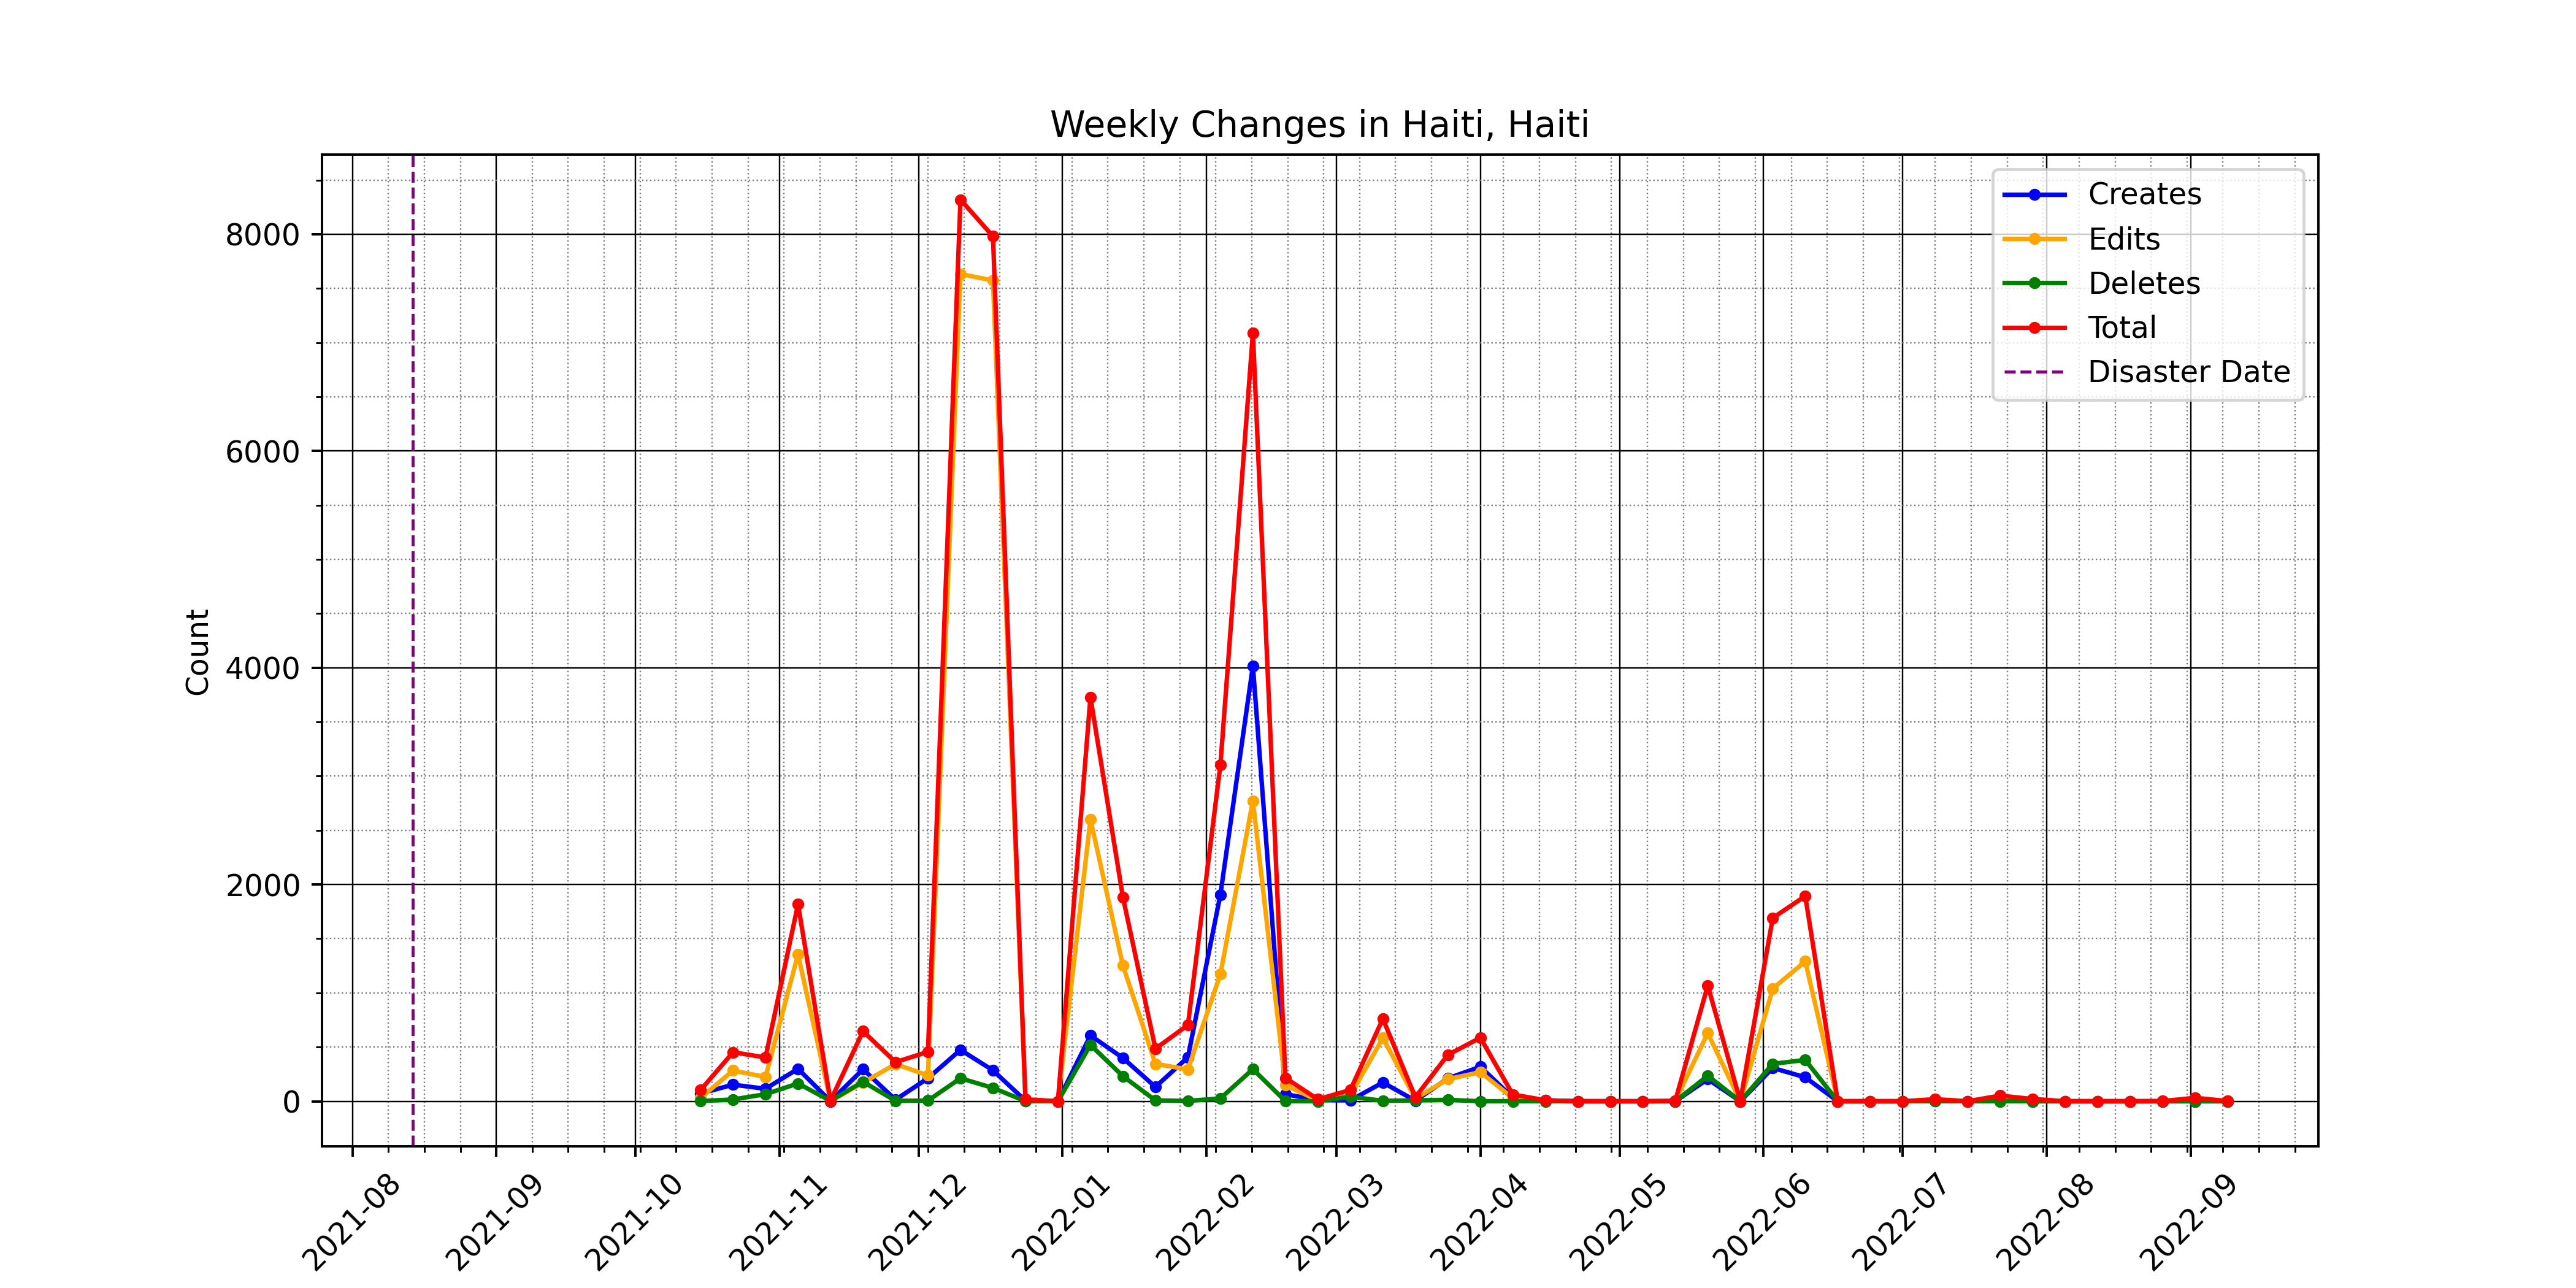 Weekly Changes in Haiti, Haiti
Creates
Edits
Deletes
Total
Disaster Date
Count
8000
6000
4000
2000
0
2021-08
2021-09
2021-10
2021-11
2021-12
2022-01
2022-02
2022-03
2022-04
2022-05
2022-06
2022-07
2022-08
2022-09